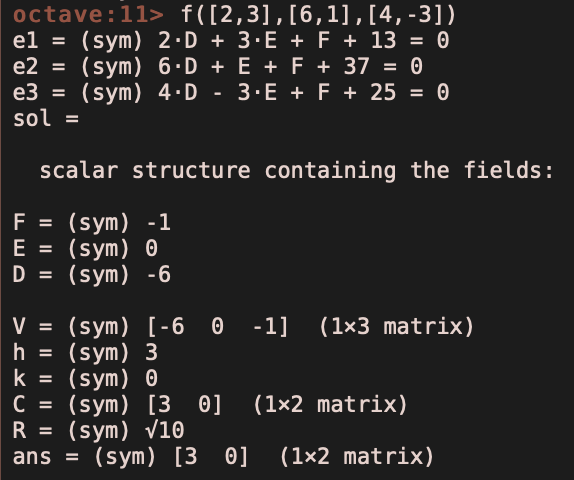 octave:11> f([2,3],[6,1],[4,-3])
e1 = (sym) 2⋅D + 3⋅E + F + 13 = 0
e2 = (sym) 6⋅D + E + F + 37 = 0
e3 = (sym) 4⋅D - 3⋅E + F + 25 = 0
sol =
scalar structure containing the fields:
F = (sym) -1
E = (sym) 0
D = (sym) -6
V = (sym) [-6  0  -1]  (1×3 matrix)
h = (sym) 3
k = (sym) 0
C = (sym) [3  0]  (1×2 matrix)
R = (sym) √10
ans = (sym) [3  0]  (1×2 matrix)